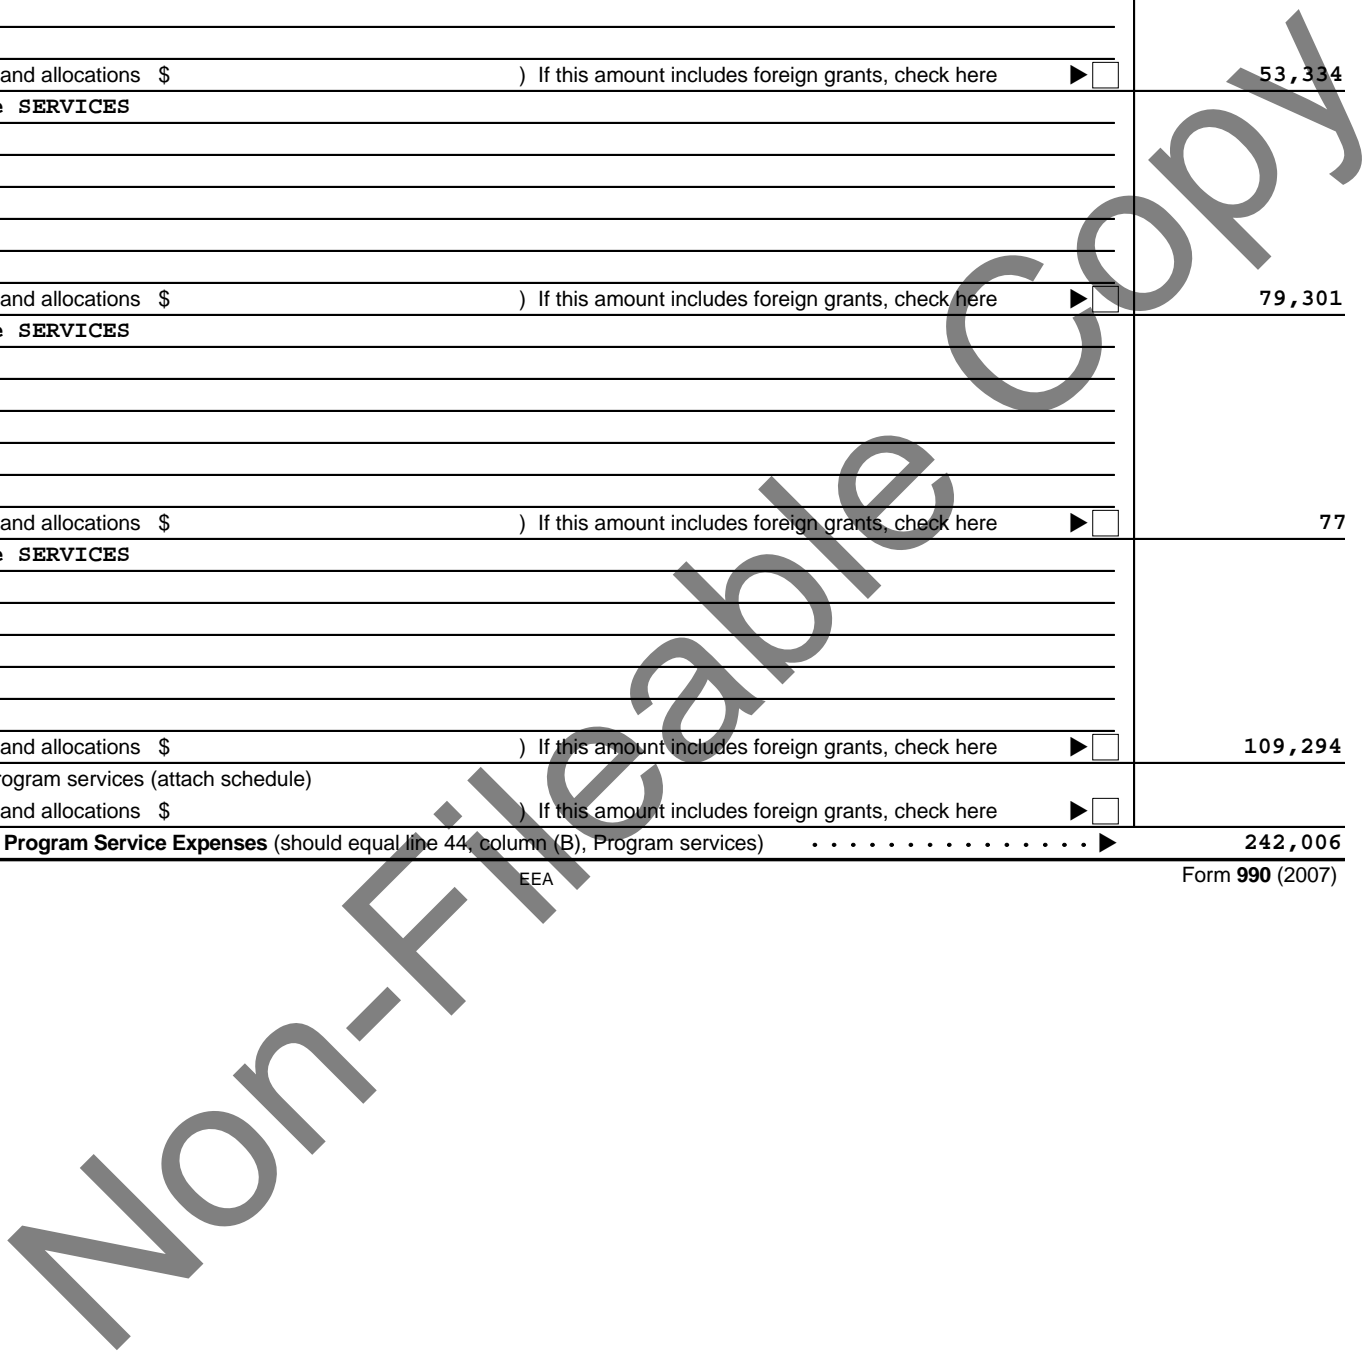 and allocations $ ) If this amount includes foreign grants, check here ▶ 53,334
e SERVICES
and allocations $ ) If this amount includes foreign grants, check here ▶ 79,301
e SERVICES
and allocations $ ) If this amount includes foreign grants, check here ▶ 77
e SERVICES
and allocations $ ) If this amount includes foreign grants, check here ▶ 109,294
rogram services (attach schedule)
and allocations $ ) If this amount includes foreign grants, check here ▶
Program Service Expenses (should equal line 44, column (B), Program services) . . . . . . . . . . . . . . . ▶ 242,006
EEA Form 990 (2007)
Non-Fileable Copy